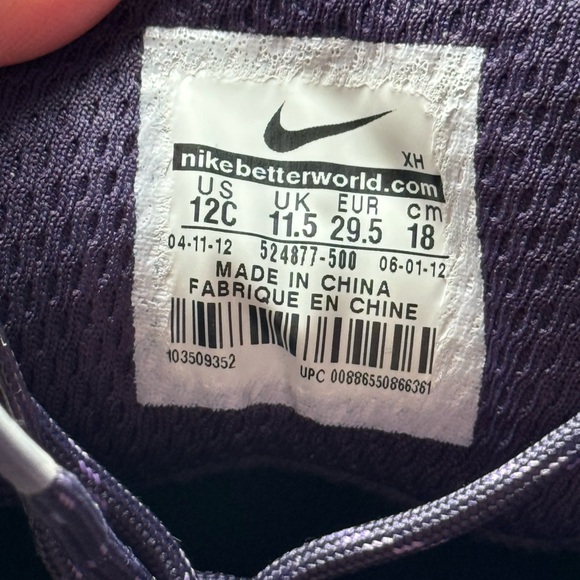 XH
nikebetterworld.com
US UK EUR cm
12C 11.5 29.5 18
04-11-12 524877-500 06-01-12
MADE IN CHINA
FABRIQUE EN CHINE
103509352 UPC 00886550866361